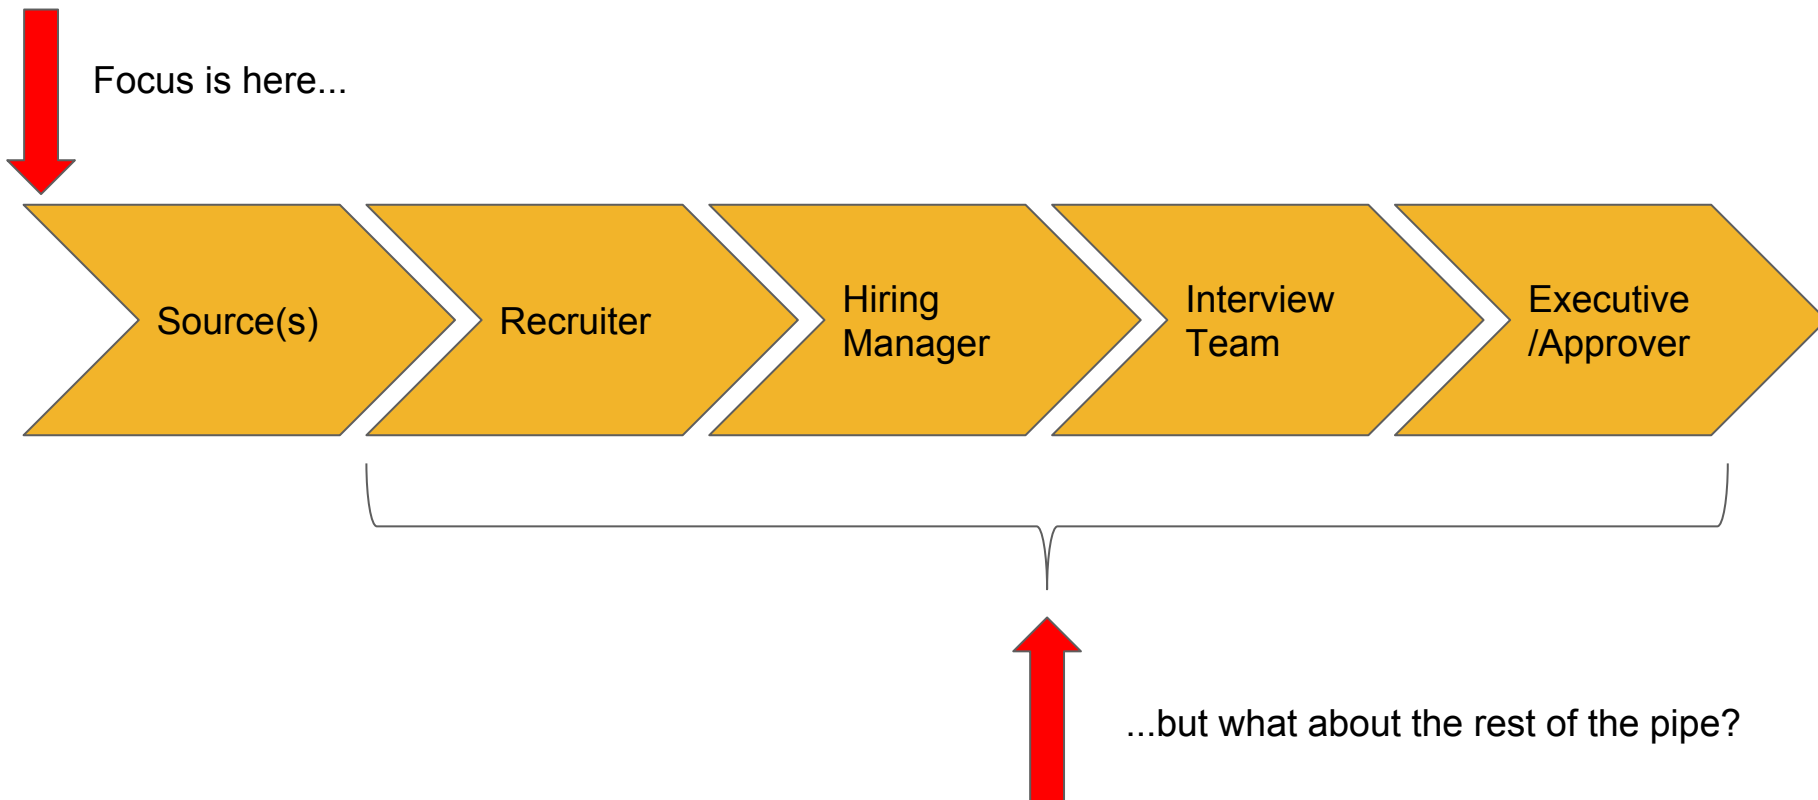 Focus is here...
Source(s)
Recruiter
Hiring
Manager
Interview
Team
Executive
/Approver
...but what about the rest of the pipe?